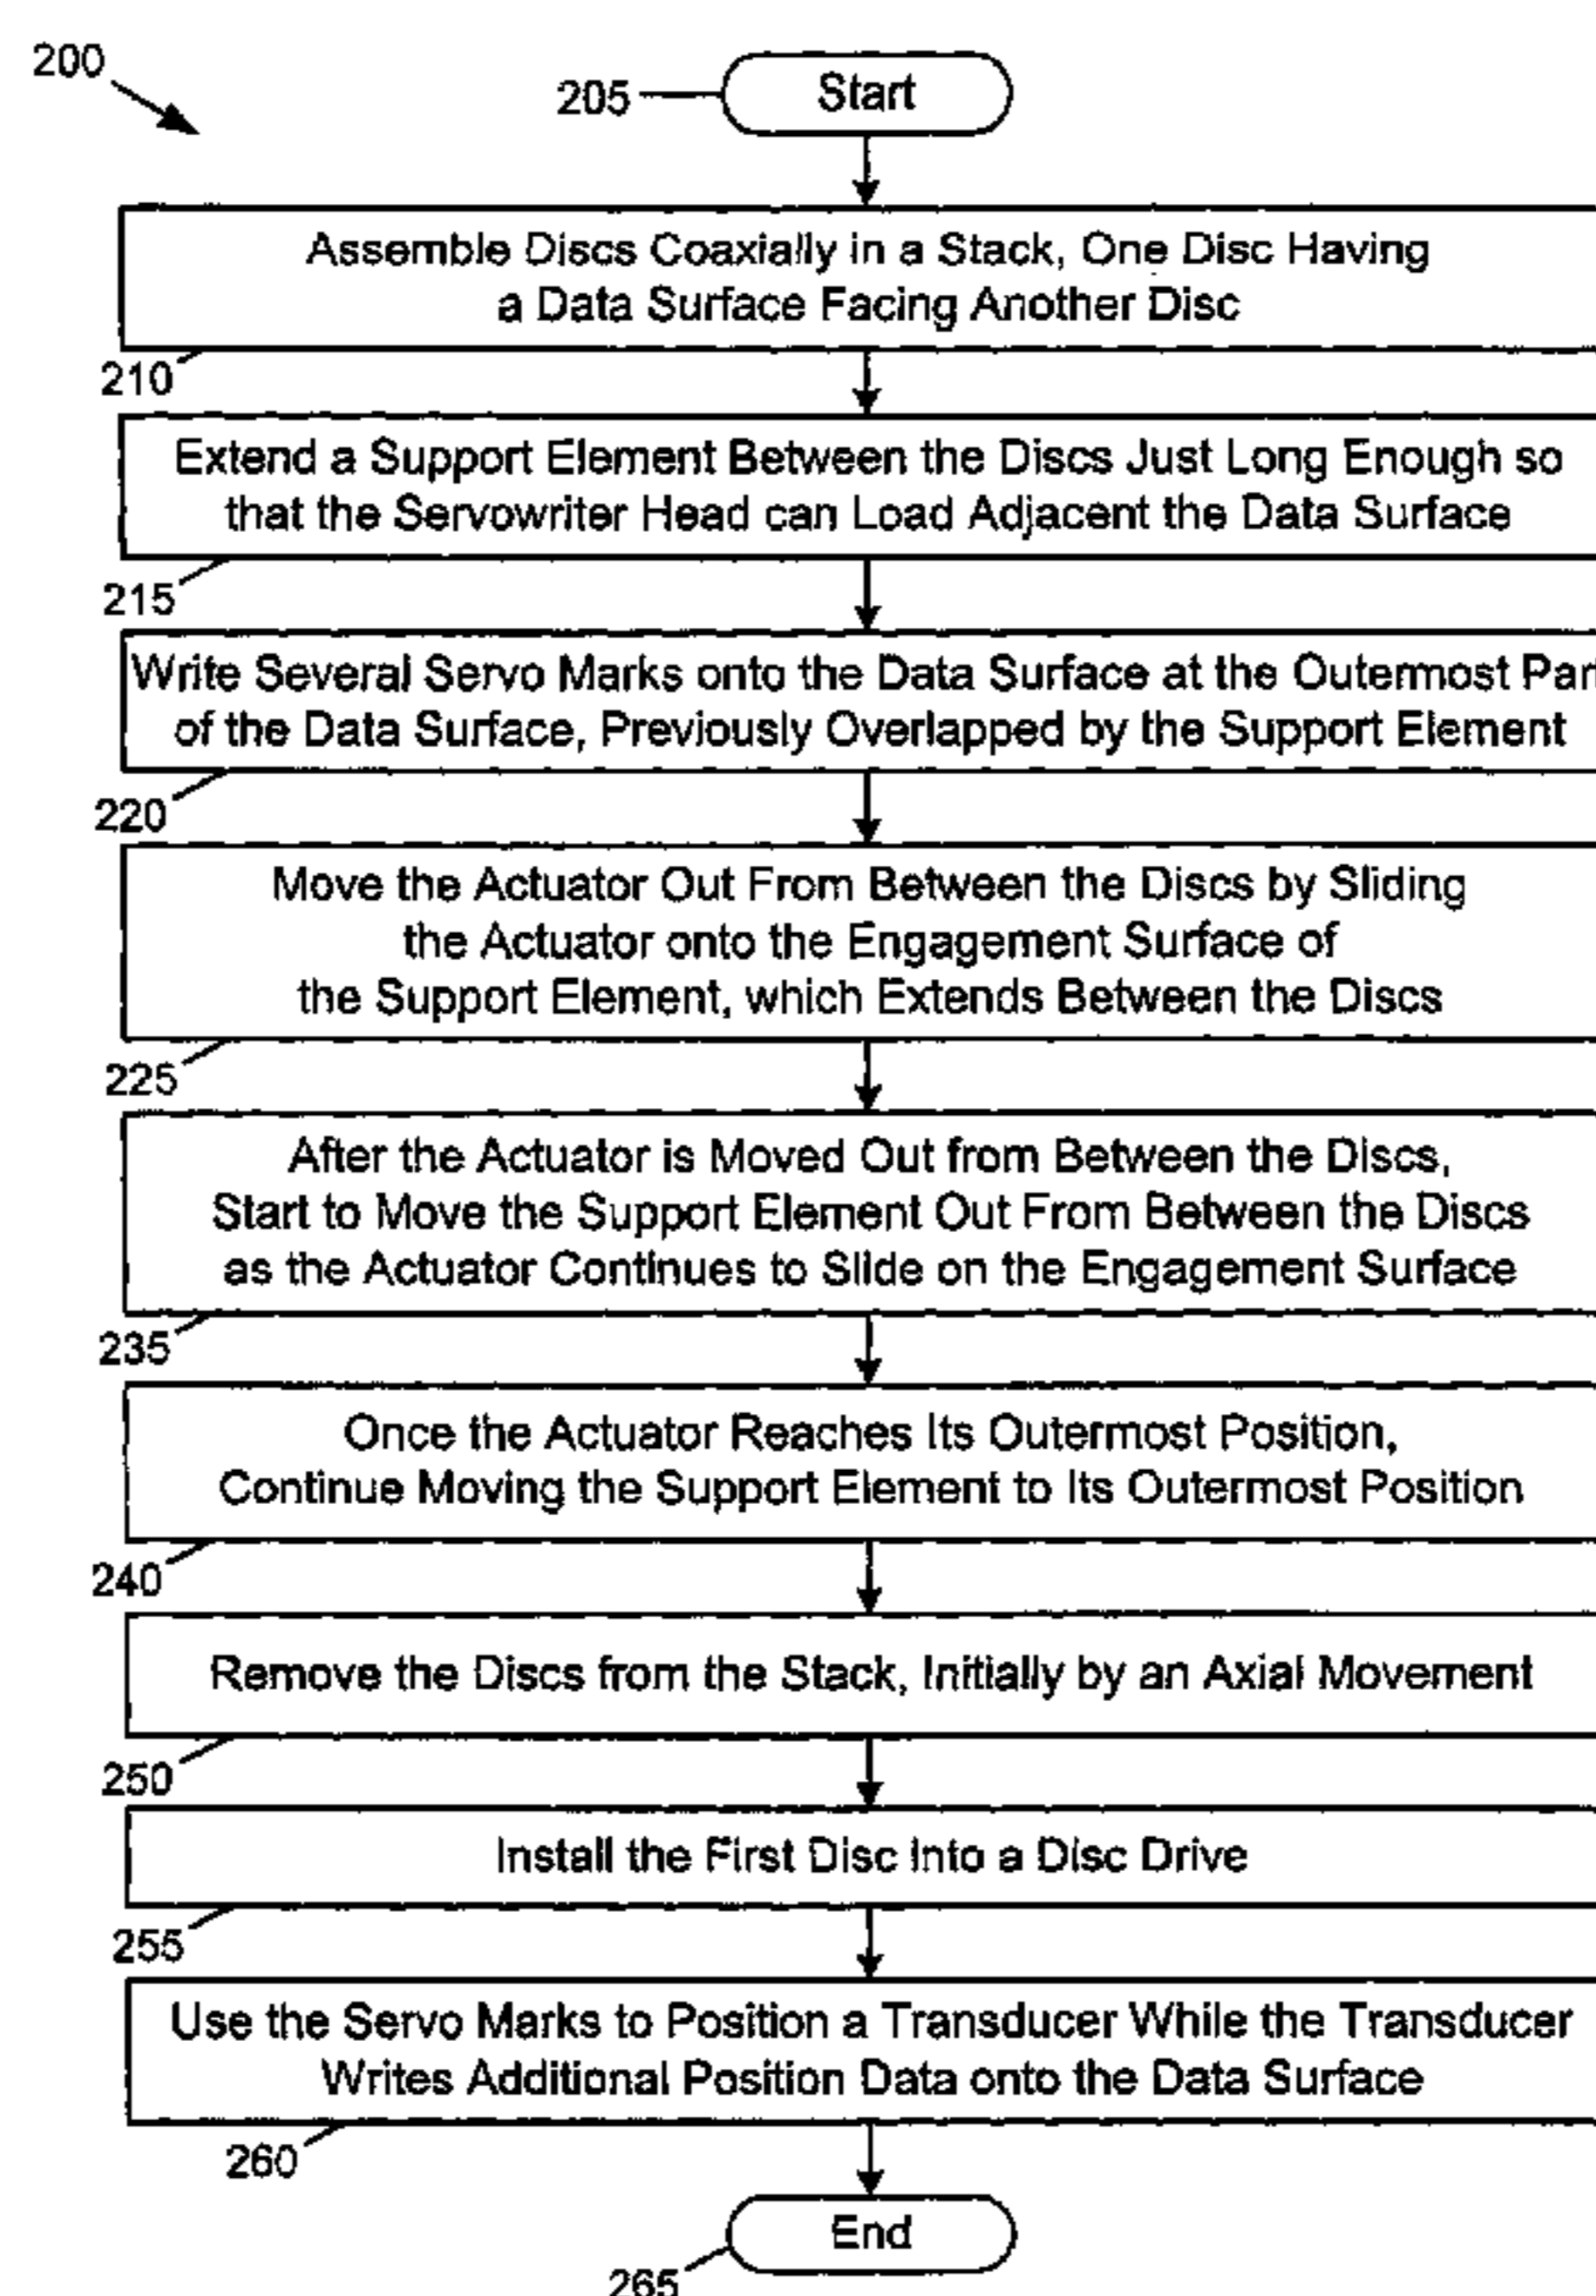 200
205
Start
Assemble Discs Coaxially in a Stack, One Disc Having
a Data Surface Facing Another Disc
210
Extend a Support Element Between the Discs Just Long Enough so
that the Servowriter Head can Load Adjacent the Data Surface
215
Write Several Servo Marks onto the Data Surface at the Outermost Par
of the Data Surface, Previously Overlapped by the Support Element
220
Move the Actuator Out From Between the Discs by Sliding
the Actuator onto the Engagement Surface of
the Support Element, which Extends Between the Discs
225
After the Actuator is Moved Out from Between the Discs,
Start to Move the Support Element Out From Between the Discs
as the Actuator Continues to Slide on the Engagement Surface
235
Once the Actuator Reaches Its Outermost Position,
Continue Moving the Support Element to Its Outermost Position
240
Remove the Discs from the Stack, Initially by an Axial Movement
250
Install the First Disc Into a Disc Drive
255
Use the Servo Marks to Position a Transducer While the Transducer
Writes Additional Position Data onto the Data Surface
260
End
265